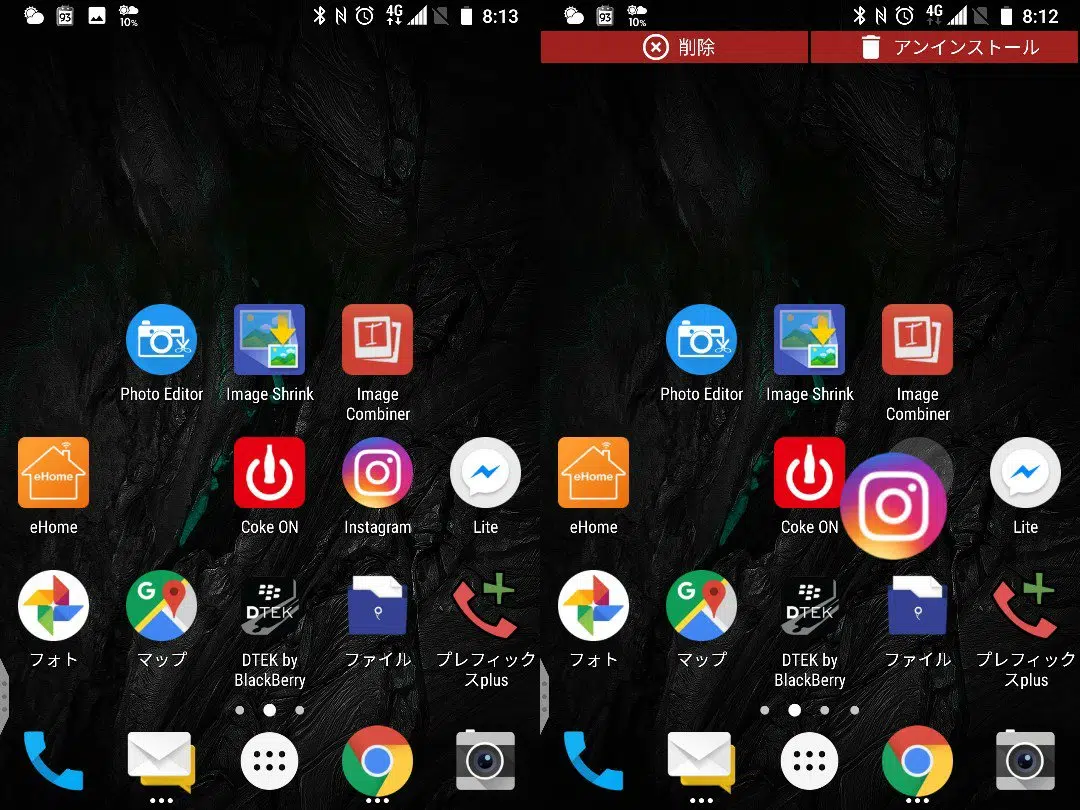 93
10%
4G
8:13
Photo Editor
Image Shrink
Image
Combiner
eHome
eHome
Coke ON
Instagram
Lite
G
DTEK
フォト
マップ
DTEK by
BlackBerry
ファイル
プレフィック
スplus
93
10%
4G
8:12
削除
アンインストール
Photo Editor
Image Shrink
Image
Combiner
eHome
eHome
Coke ON
Lite
G
DTEK
フォト
マップ
DTEK by
BlackBerry
ファイル
プレフィック
スplus